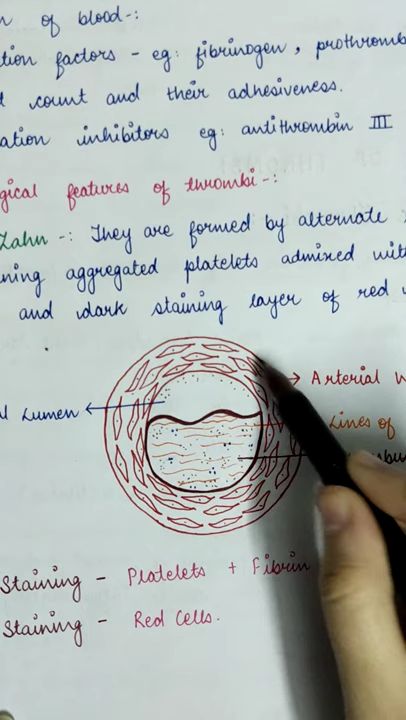 of blood-:
tion factors - eg: fibrinogen, prothromb
count and their adhesiveness.
ation inhibitors eg: antithrombin III
gical features of thrombi-:
Zahn -: They are formed by alternate
ning aggregated platelets admixed wit
and dark staining layer of red
Arterial W
Lumen
Lines of
Staining - Platelets + Fibrin
Staining - Red Cells.